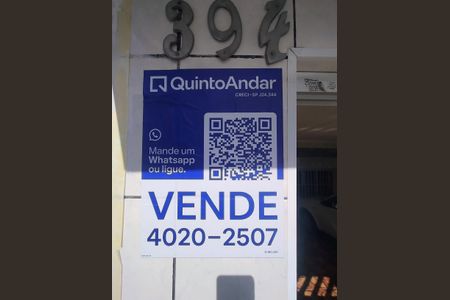 394
QuintoAndar
CRECI-SP J24.344
Mande um
Whatsapp
ou ligue.
VENDE
4020-2507